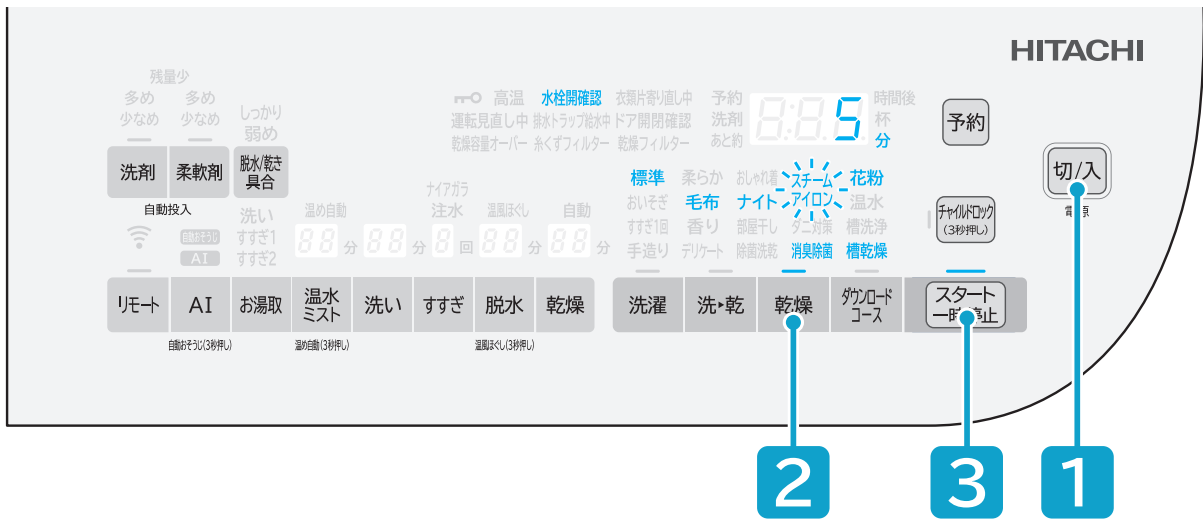 HITACHI
残量少
多め 多め
少なめ 少なめ
しっかり
弱め
高温 水栓開確認 衣類片寄り直し中
運転見直し中 排水トラップ給水中 ドア開閉確認
乾燥容量オーバー 糸くずフィルター 乾燥フィルター
予約
洗剤
あと約
8:85
時間後
杯
分
予約
切/入
電源
洗剤 柔軟剤 脱水/乾き具合
自動投入
洗い
すすぎ1
すすぎ2
自動おそうじ
AI
温め自動
ナイアガラ
注水
温風ほぐし
自動
88分 88分 8回 88分 88分
標準 柔らか おしゃれ着 スチームアイロン 花粉
おいそぎ 毛布 ナイト 温水
すすぎ1回 香り 部屋干し ダニ対策 槽洗浄
手造り デリケート 除菌洗乾 消臭除菌 槽乾燥
チャイルドロック
(3秒押し)
リモート AI お湯取 温水ミスト 洗い すすぎ 脱水 乾燥 洗濯 洗▸乾 乾燥 ダウンロードコース スタート一時停止
自動おそうじ(3秒押し) 温め自動(3秒押し) 温風ほぐし(3秒押し)
2 3 1